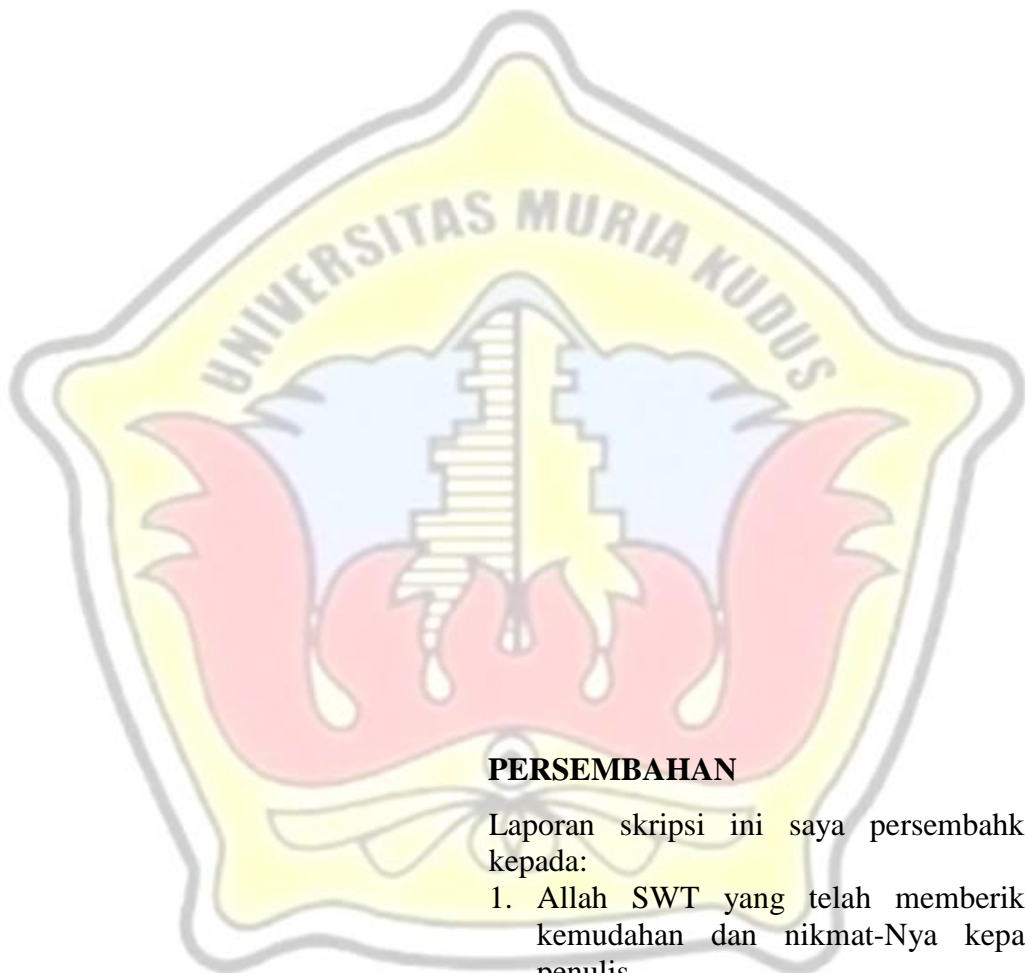 UNIVERSITAS MURIA KUDUS
PERSEMBAHAN
Laporan skripsi ini saya persembahk
kepada:
1. Allah SWT yang telah memberik
kemudahan dan nikmat-Nya kepa
penulis